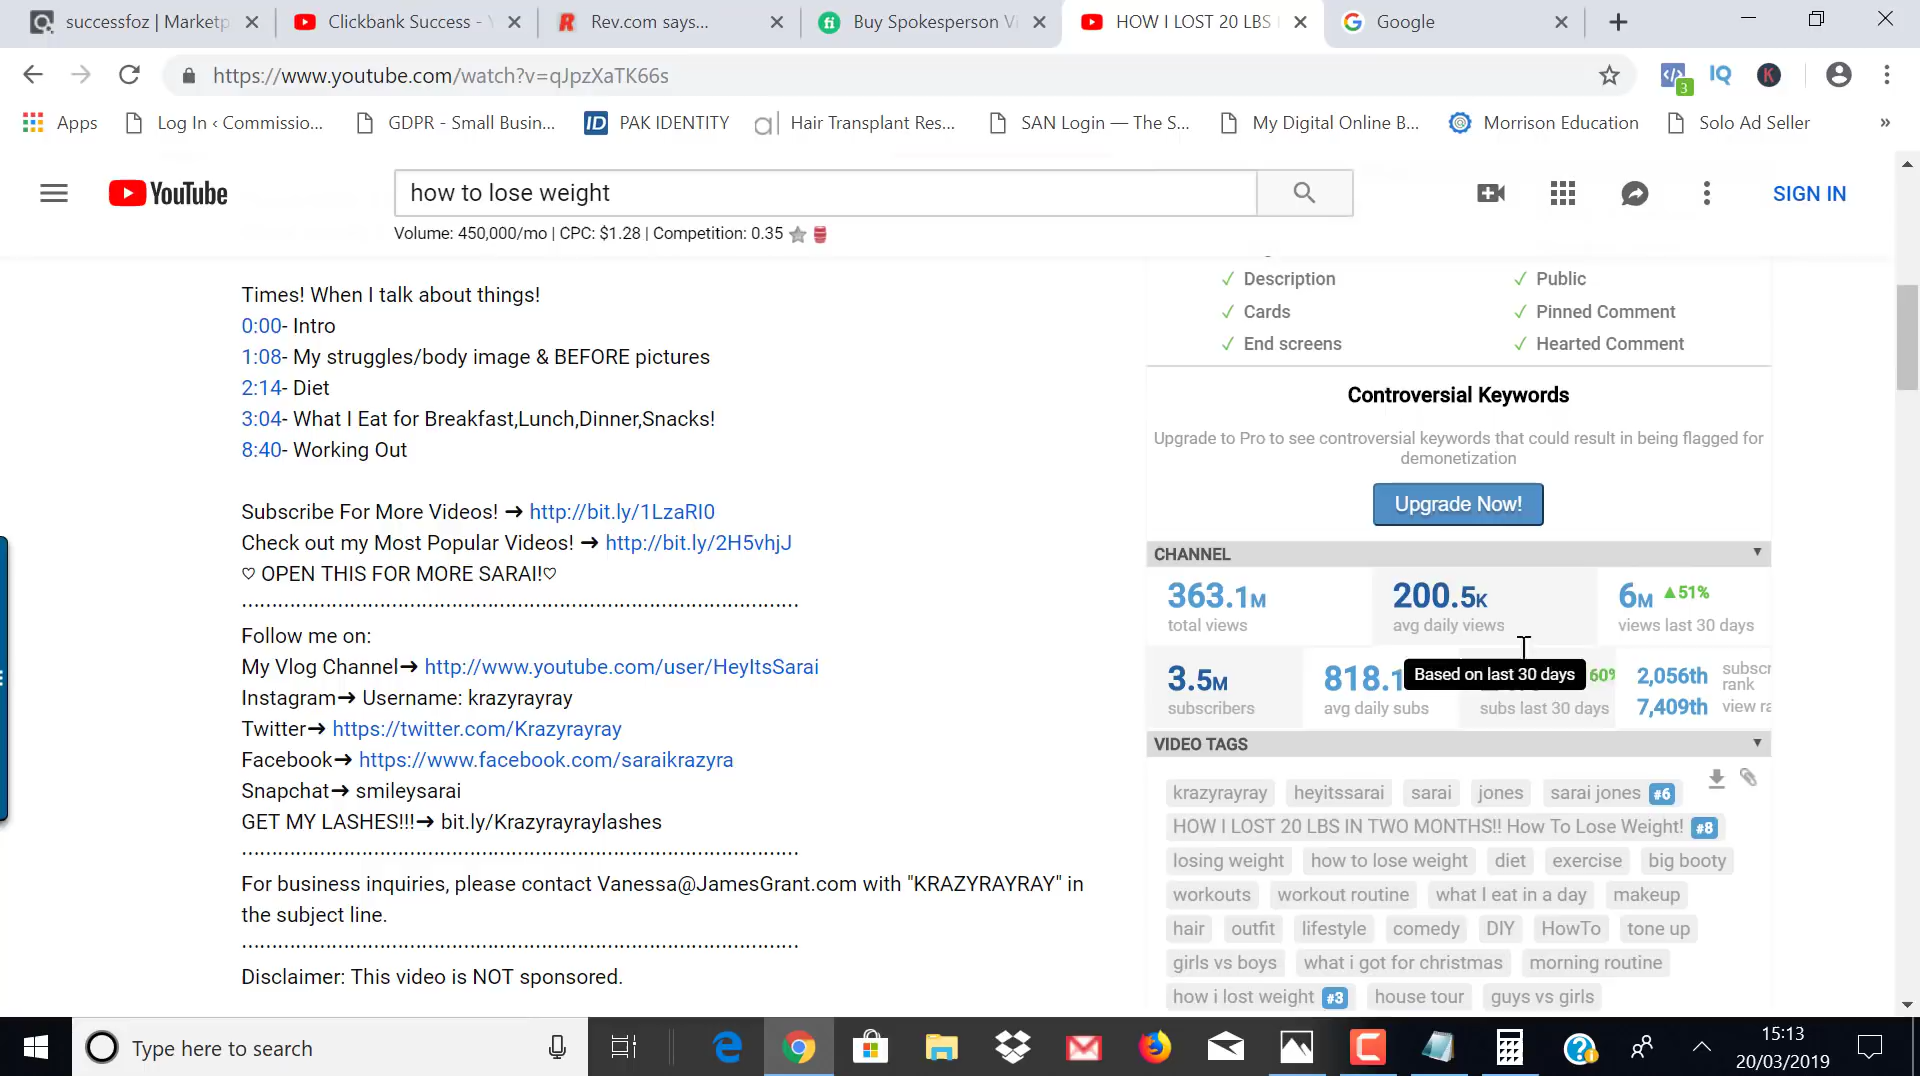 successfoz | Marketp
Clickbank Success - Y
Rev.com says...
Buy Spokesperson Vi
HOW I LOST 20 LBS I
Google
https://www.youtube.com/watch?v=qJpzXaTK66s
3
IQ
K
Apps
Log In ‹ Commissio...
GDPR - Small Busin...
ID PAK IDENTITY
a| Hair Transplant Res...
SAN Login — The S...
My Digital Online B...
Morrison Education
Solo Ad Seller
»
YouTube
how to lose weight
SIGN IN
Volume: 450,000/mo | CPC: $1.28 | Competition: 0.35
Times! When I talk about things!
0:00- Intro
1:08- My struggles/body image & BEFORE pictures
2:14- Diet
3:04- What I Eat for Breakfast,Lunch,Dinner,Snacks!
8:40- Working Out
Subscribe For More Videos! ➜ http://bit.ly/1LzaRI0
Check out my Most Popular Videos! ➜ http://bit.ly/2H5vhjJ
♡ OPEN THIS FOR MORE SARAI!♡
Follow me on:
My Vlog Channel➜ http://www.youtube.com/user/HeyItsSarai
Instagram➜ Username: krazyrayray
Twitter➜ https://twitter.com/Krazyrayray
Facebook➜ https://www.facebook.com/saraikrazyra
Snapchat➜ smileysarai
GET MY LASHES!!!➜ bit.ly/Krazyrayraylashes
For business inquiries, please contact Vanessa@JamesGrant.com with "KRAZYRAYRAY" in
the subject line.
Disclaimer: This video is NOT sponsored.
✓ Description
✓ Public
✓ Cards
✓ Pinned Comment
✓ End screens
✓ Hearted Comment
Controversial Keywords
Upgrade to Pro to see controversial keywords that could result in being flagged for
demonetization
Upgrade Now!
CHANNEL
363.1M
total views
200.5K
avg daily views
6M ▲51%
views last 30 days
3.5M
subscribers
818.1
avg daily subs
Based on last 30 days
60%
subs last 30 days
2,056th subscr
rank
7,409th view ra
VIDEO TAGS
krazyrayray heyitssarai sarai jones sarai jones #6
HOW I LOST 20 LBS IN TWO MONTHS!! How To Lose Weight! #8
losing weight how to lose weight diet exercise big booty
workouts workout routine what I eat in a day makeup
hair outfit lifestyle comedy DIY HowTo tone up
girls vs boys what i got for christmas morning routine
how i lost weight #3 house tour guys vs girls
Type here to search
15:13
20/03/2019